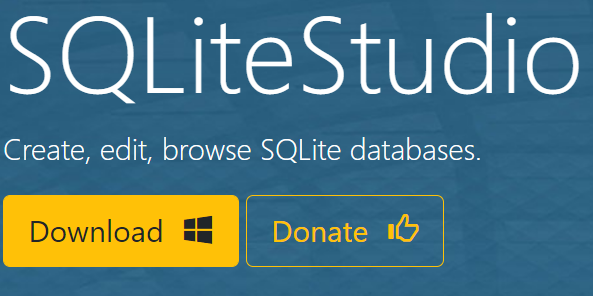 SQLiteStudio
Create, edit, browse SQLite databases.
Download
Donate